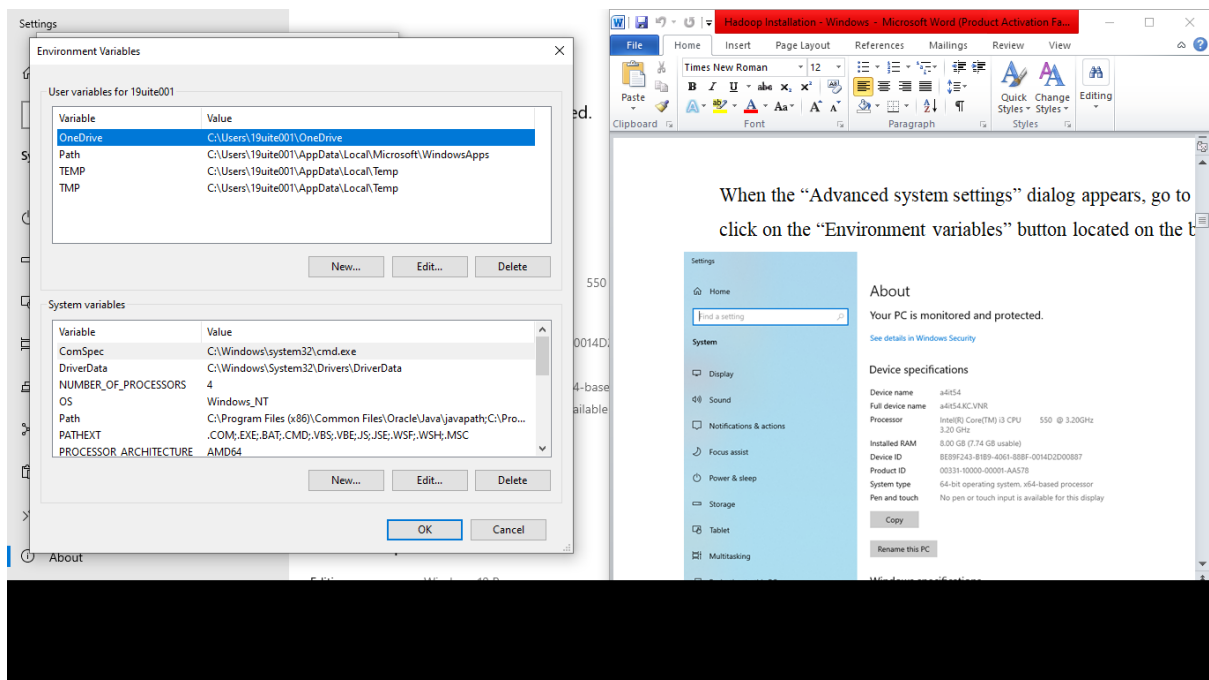 Settings
Environment Variables
User variables for 19uite001
Variable Value
OneDrive C:\Users\19uite001\OneDrive
Path C:\Users\19uite001\AppData\Local\Microsoft\WindowsApps
TEMP C:\Users\19uite001\AppData\Local\Temp
TMP C:\Users\19uite001\AppData\Local\Temp
New... Edit... Delete
System variables
Variable Value
ComSpec C:\Windows\system32\cmd.exe
DriverData C:\Windows\System32\Drivers\DriverData
NUMBER_OF_PROCESSORS 4
OS Windows_NT
Path C:\Program Files (x86)\Common Files\Oracle\Java\javapath;C:\Pro...
PATHEXT .COM;.EXE;.BAT;.CMD;.VBS;.VBE;.JS;.JSE;.WSF;.WSH;.MSC
PROCESSOR_ARCHITECTURE AMD64
New... Edit... Delete
OK Cancel
About
ed.
550
0014D
4-base
ailable
Hadoop Installation - Windows - Microsoft Word (Product Activation Fa...
File Home Insert Page Layout References Mailings Review View
Paste
Times New Roman 12
Quick Styles
Change Styles
Editing
Clipboard Font Paragraph Styles
When the “Advanced system settings” dialog appears, go to
click on the “Environment variables” button located on the b
Settings
Home
Find a setting
System
Display
Sound
Notifications & actions
Focus assist
Power & sleep
Storage
Tablet
Multitasking
About
Your PC is monitored and protected.
See details in Windows Security
Device specifications
Device name a4it54
Full device name a4it54.KC.VNR
Processor Intel(R) Core(TM) i3 CPU 550 @ 3.20GHz
3.20 GHz
Installed RAM 8.00 GB (7.74 GB usable)
Device ID BE89F243-81B9-4061-8B8F-0014D2D00887
Product ID 00331-10000-00001-AA578
System type 64-bit operating system, x64-based processor
Pen and touch No pen or touch input is available for this display
Copy
Rename this PC